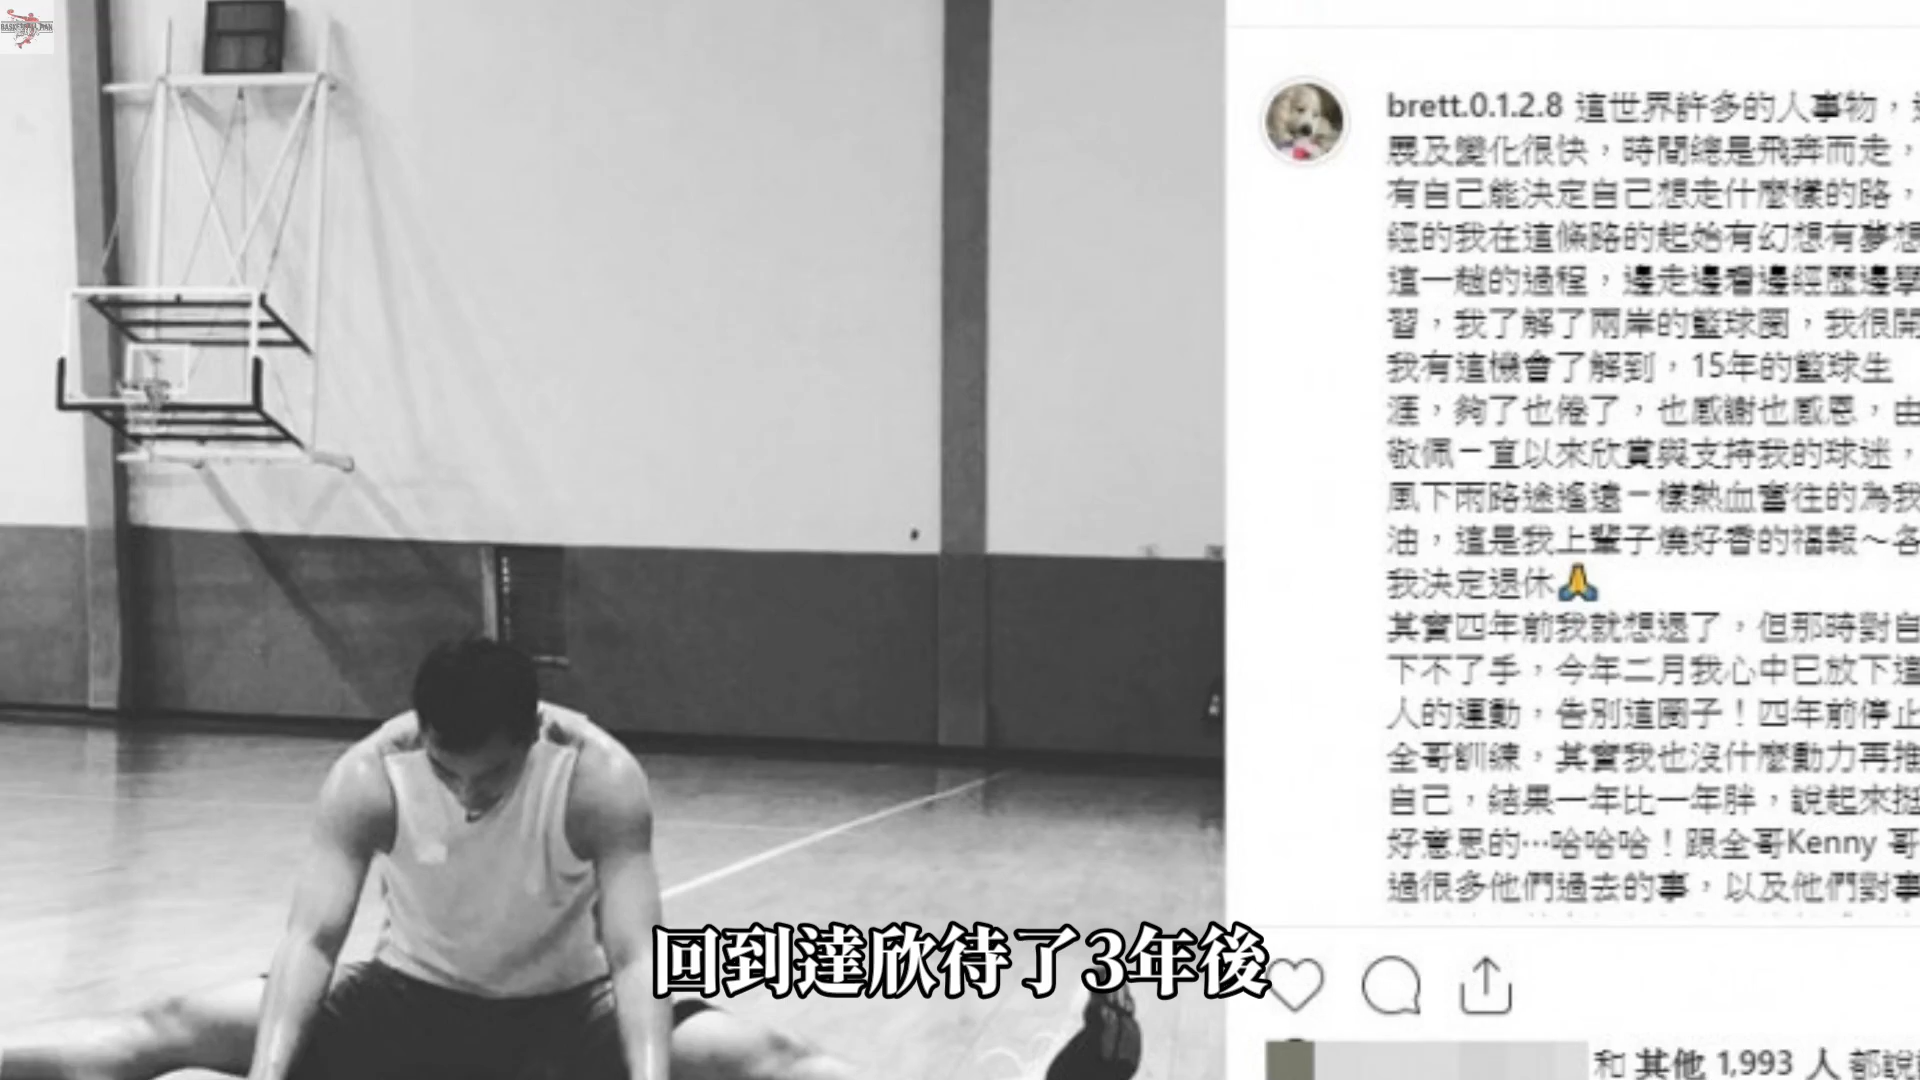 BASKETBALL MAN
brett.0.1.2.8 這世界許多的人事物，
展及變化很快，時間總是飛奔而走，
有自己能決定自己想走什麼樣的路，
經的我在這條路的起始有幻想有夢想
這一趟的過程，邊走邊看邊經歷邊學
習，我了解了兩岸的籃球圈，我很開
我有這機會了解到，15年的籃球生
涯，夠了也倦了，也感謝也感恩，由
敬佩一直以來欣賞與支持我的球迷，
風下雨路途遙遠一樣熱血奮往的為我
油，這是我上輩子燒好香的福報～各
我決定退休🙏
其實四年前我就想退了，但那時對自
下不了手，今年二月我心中已放下這
人的運動，告別這圈子！四年前停止
全哥訓練，其實我也沒什麼動力再推
自己，結果一年比一年胖，說起來挺
好意思的…哈哈哈！跟全哥Kenny 哥
過很多他們過去的事，以及他們對事
回到達欣待了3年後
和 其他 1,993 人 都說